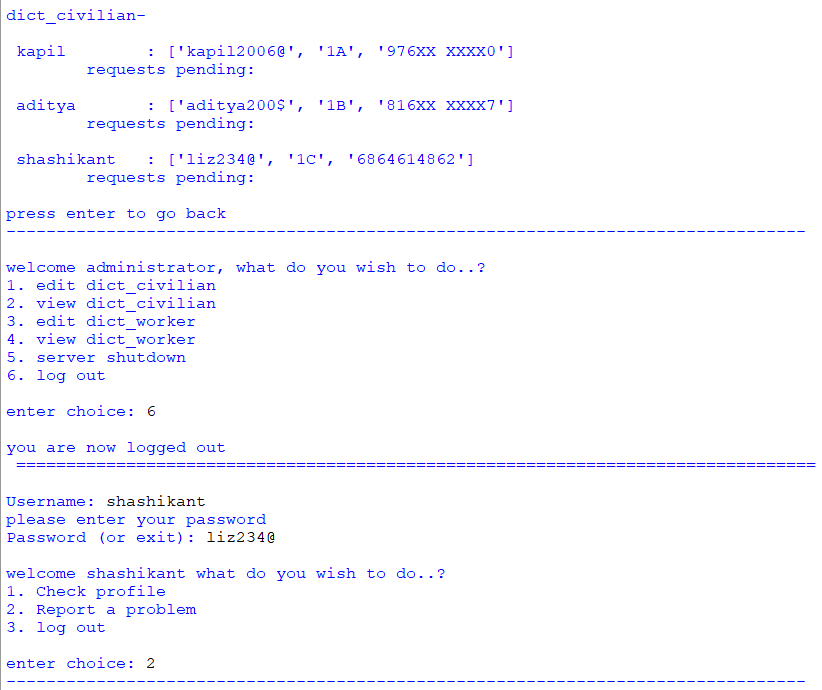 dict_civilian-
kapil : ['kapil2006@', '1A', '976XX XXXX0']
requests pending:
aditya : ['aditya200$', '1B', '816XX XXXX7']
requests pending:
shashikant : ['liz234@', '1C', '6864614862']
requests pending:
press enter to go back
--------------------------------------------------------------------------------
welcome administrator, what do you wish to do..?
1. edit dict_civilian
2. view dict_civilian
3. edit dict_worker
4. view dict_worker
5. server shutdown
6. log out
enter choice: 6
you are now logged out
================================================================================
Username: shashikant
please enter your password
Password (or exit): liz234@
welcome shashikant what do you wish to do..?
1. Check profile
2. Report a problem
3. log out
enter choice: 2
--------------------------------------------------------------------------------